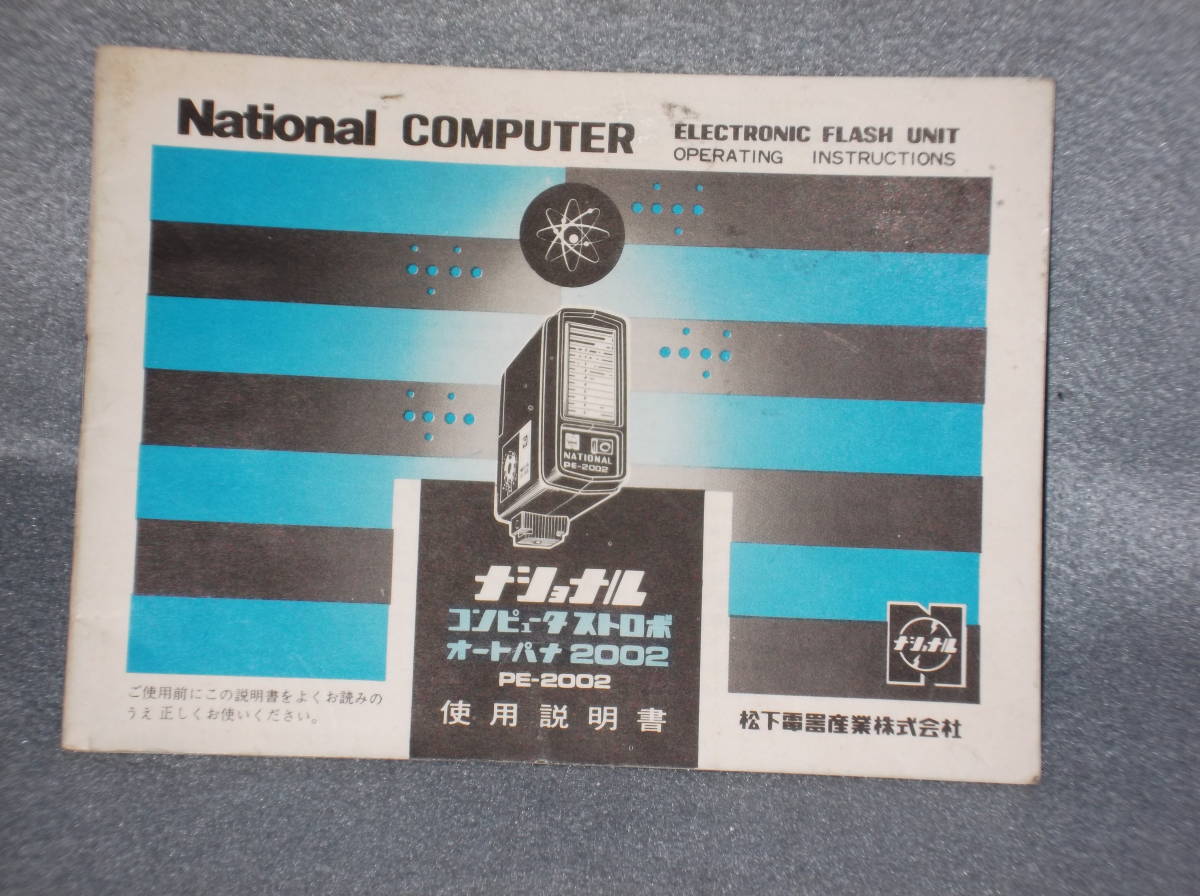 National COMPUTER ELECTRONIC FLASH UNIT
OPERATING INSTRUCTIONS
NATIONAL
PE-2002
ナショナル
コンピュータストロボ
オートパナ 2002
PE-2002
使用説明書
ご使用前にこの説明書をよくお読みの
うえ 正しくお使いください。
ナショナル
松下電器産業株式会社